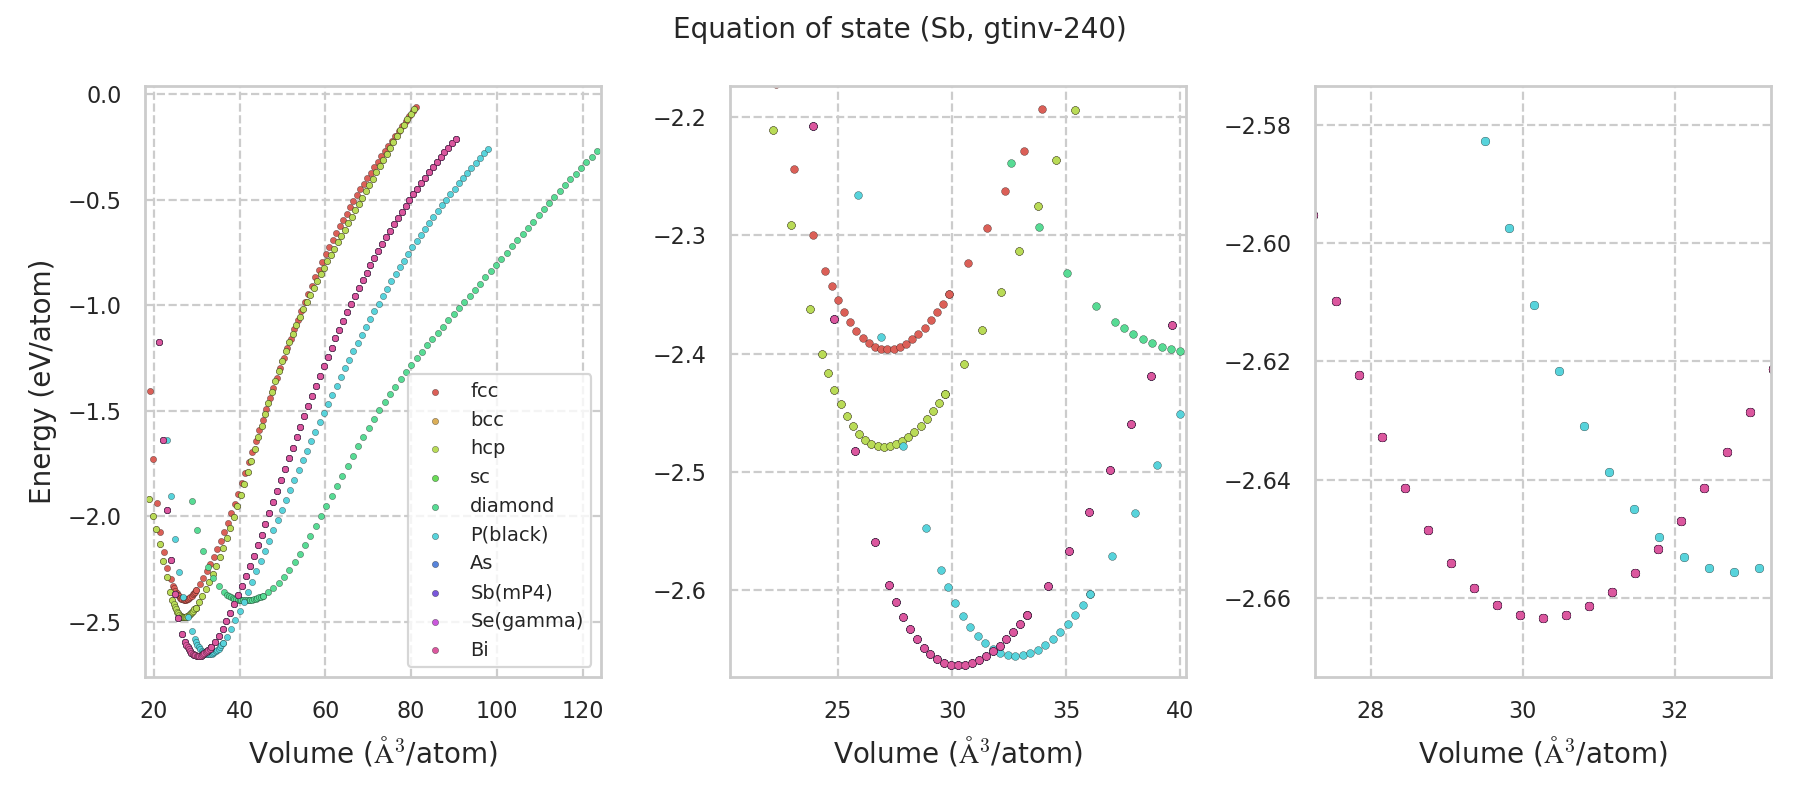 Equation of state (Sb, gtinv-240)
Energy (eV/atom)
0.0
−0.5
−1.0
−1.5
−2.0
−2.5
20 40 60 80 100 120
Volume (Å³/atom)
fcc
bcc
hcp
sc
diamond
P(black)
As
Sb(mP4)
Se(gamma)
Bi
−2.2
−2.3
−2.4
−2.5
−2.6
25 30 35 40
Volume (Å³/atom)
−2.58
−2.60
−2.62
−2.64
−2.66
28 30 32
Volume (Å³/atom)